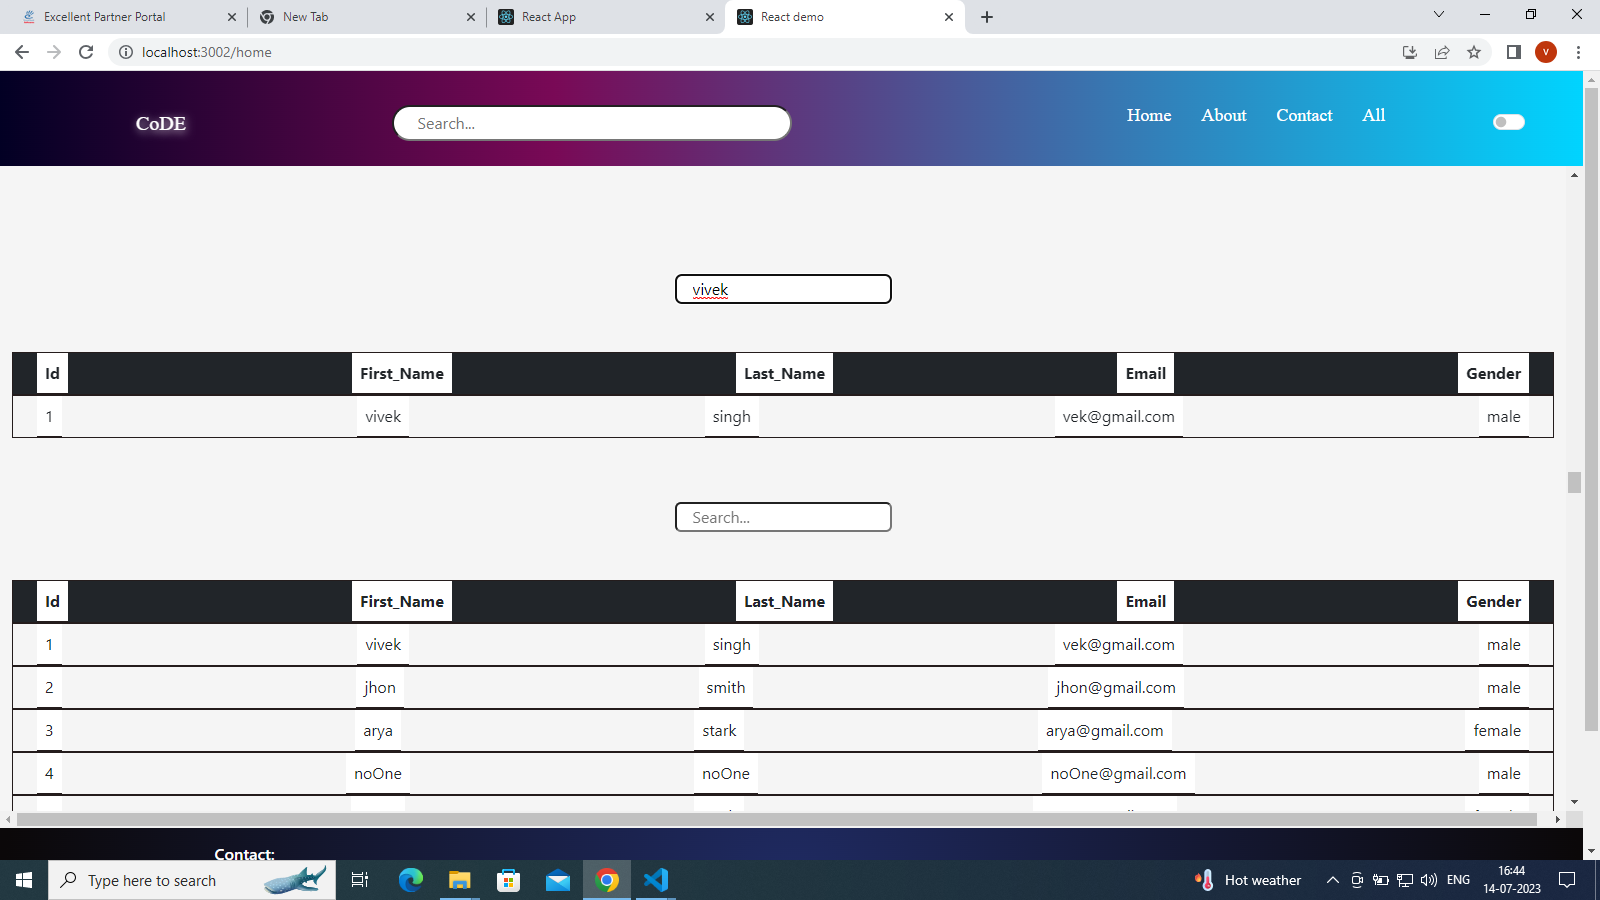 Excellent Partner Portal
New Tab
React App
React demo
localhost:3002/home
V
CoDE
Search...
Home About Contact All
vivek
Id First_Name Last_Name Email Gender
1 vivek singh vek@gmail.com male
Search...
Id First_Name Last_Name Email Gender
1 vivek singh vek@gmail.com male
2 jhon smith jhon@gmail.com male
3 arya stark arya@gmail.com female
4 noOne noOne noOne@gmail.com male
Contact:
Type here to search
Hot weather
ENG
16:44
14-07-2023